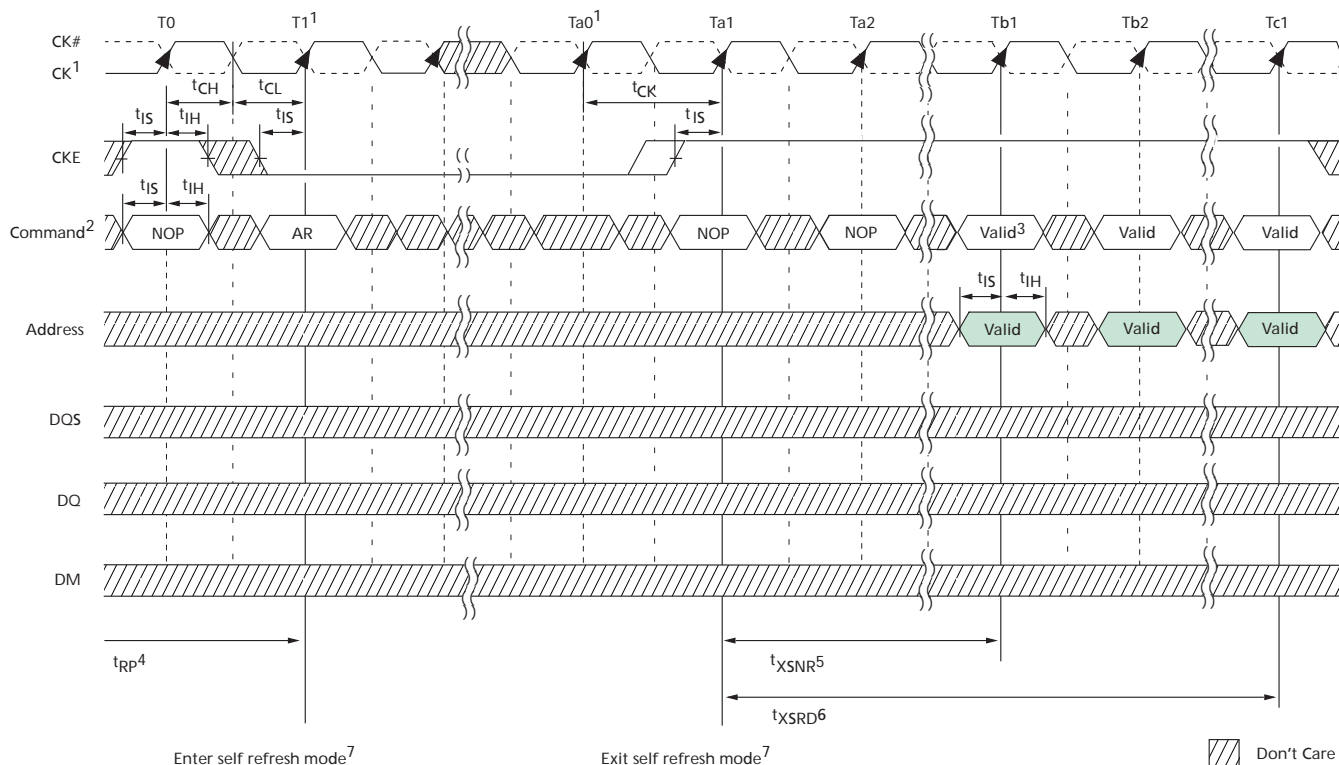 T0 T1¹ Ta0¹ Ta1 Ta2 Tb1 Tb2 Tc1
CK#
CK¹
tCH tCL tCK
tIS tIH tIS tIS
CKE
tIS tIH
Command² NOP AR NOP NOP Valid³ Valid Valid
tIS tIH
Address Valid Valid Valid
DQS
DQ
DM
tRP⁴ tXSNR⁵
tXSRD⁶
Enter self refresh mode⁷ Exit self refresh mode⁷ Don't Care